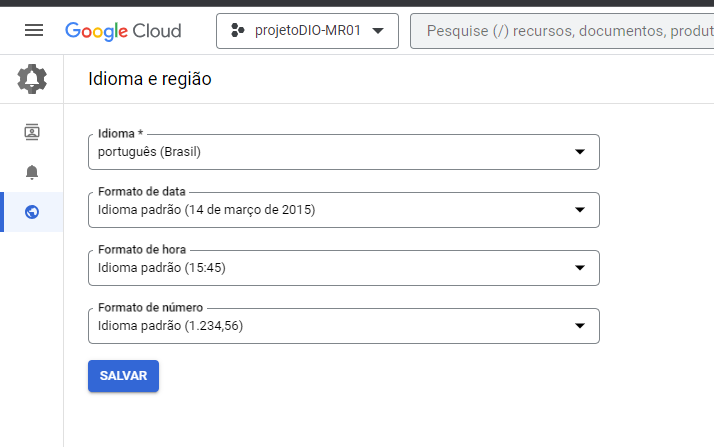 Google Cloud
projetoDIO-MR01
Pesquise (/) recursos, documentos, produt
Idioma e região
Idioma *
português (Brasil)
Formato de data
Idioma padrão (14 de março de 2015)
Formato de hora
Idioma padrão (15:45)
Formato de número
Idioma padrão (1.234,56)
SALVAR